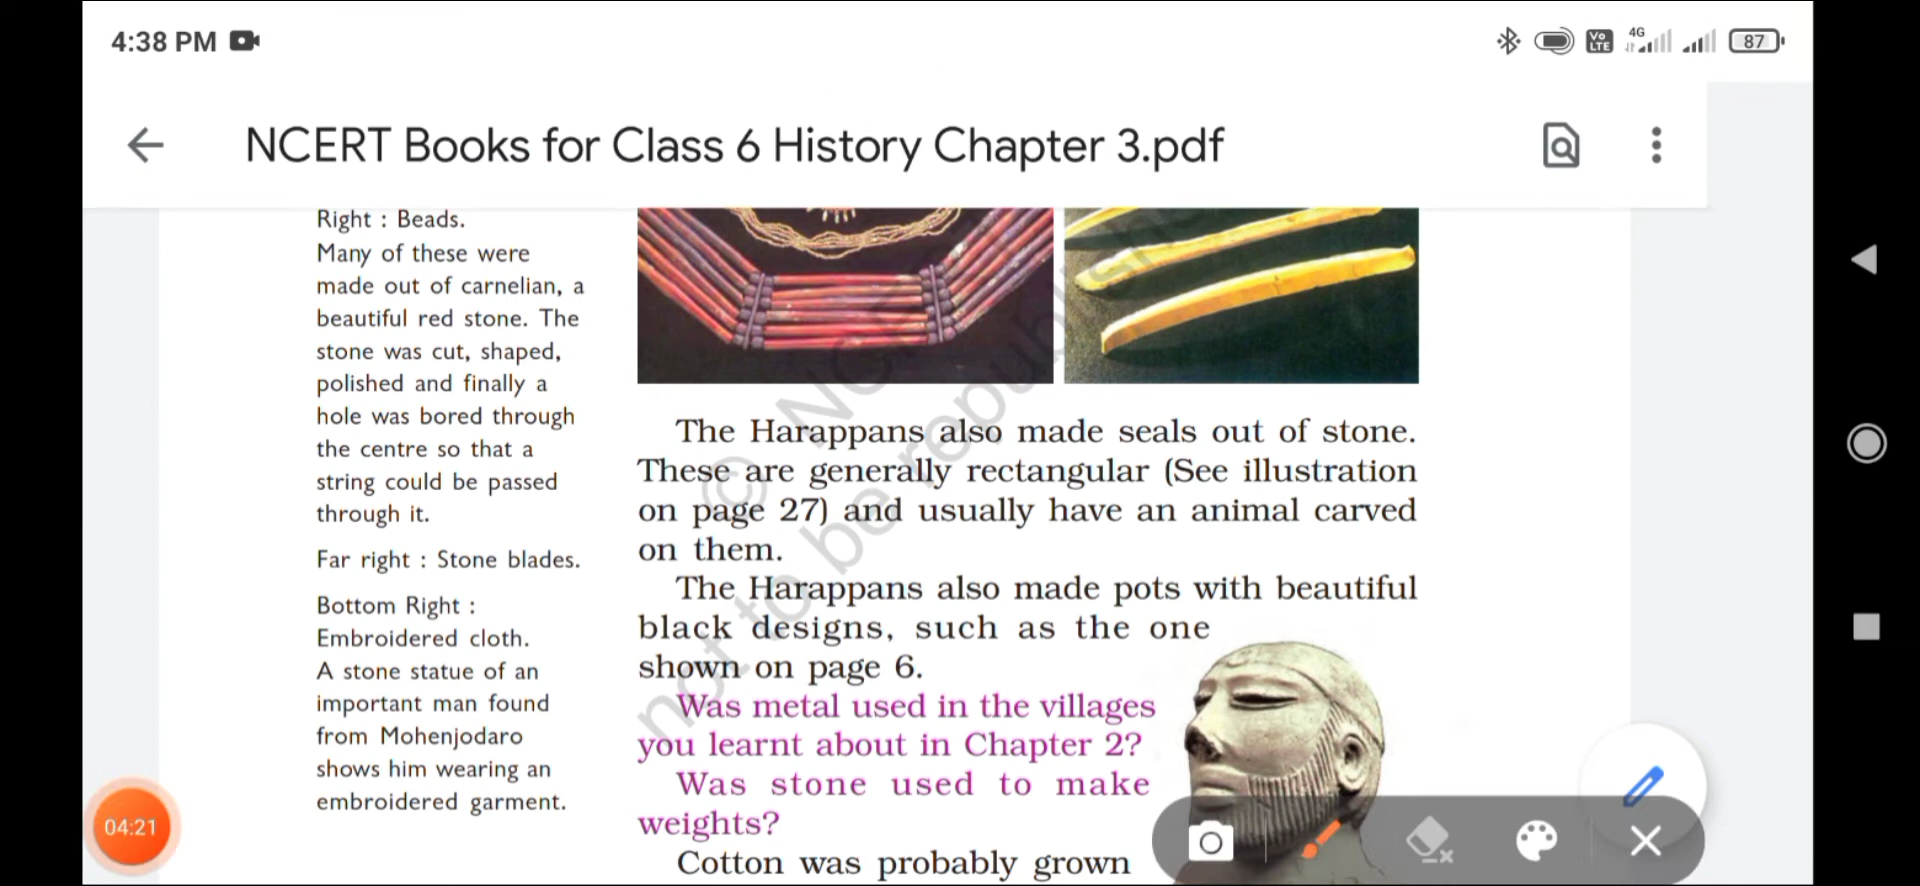 4:38 PM
Vo LTE 4G 87
NCERT Books for Class 6 History Chapter 3.pdf
Right : Beads.
Many of these were
made out of carnelian, a
beautiful red stone. The
stone was cut, shaped,
polished and finally a
hole was bored through
the centre so that a
string could be passed
through it.
Far right : Stone blades.
Bottom Right :
Embroidered cloth.
A stone statue of an
important man found
from Mohenjodaro
shows him wearing an
embroidered garment.
The Harappans also made seals out of stone.
These are generally rectangular (See illustration
on page 27) and usually have an animal carved
on them.
The Harappans also made pots with beautiful
black designs, such as the one
shown on page 6.
Was metal used in the villages
you learnt about in Chapter 2?
Was stone used to make
weights?
Cotton was probably grown
not to be republish
04:21